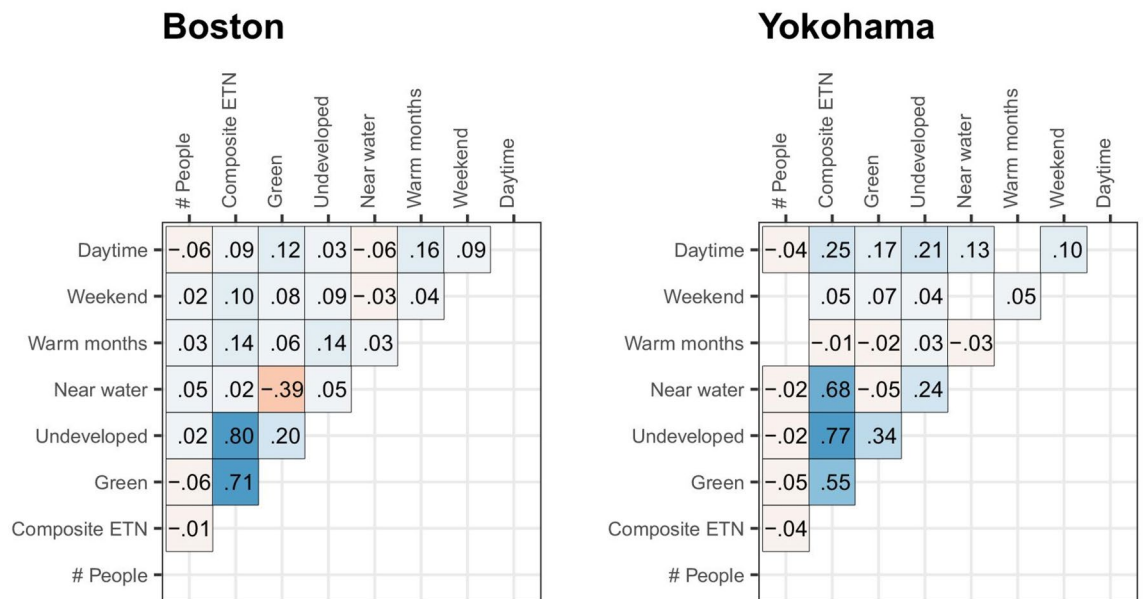 Boston
Yokohama
# People Composite ETN Green Undeveloped Near water Warm months Weekend Daytime
# People Composite ETN Green Undeveloped Near water Warm months Weekend Daytime
Daytime −.06 .09 .12 .03 −.06 .16 .09
Weekend .02 .10 .08 .09 −.03 .04
Warm months .03 .14 .06 .14 .03
Near water .05 .02 −.39 .05
Undeveloped .02 .80 .20
Green −.06 .71
Composite ETN −.01
# People
Daytime −.04 .25 .17 .21 .13 .10
Weekend .05 .07 .04 .05
Warm months −.01 −.02 .03 −.03
Near water −.02 .68 −.05 .24
Undeveloped −.02 .77 .34
Green −.05 .55
Composite ETN −.04
# People